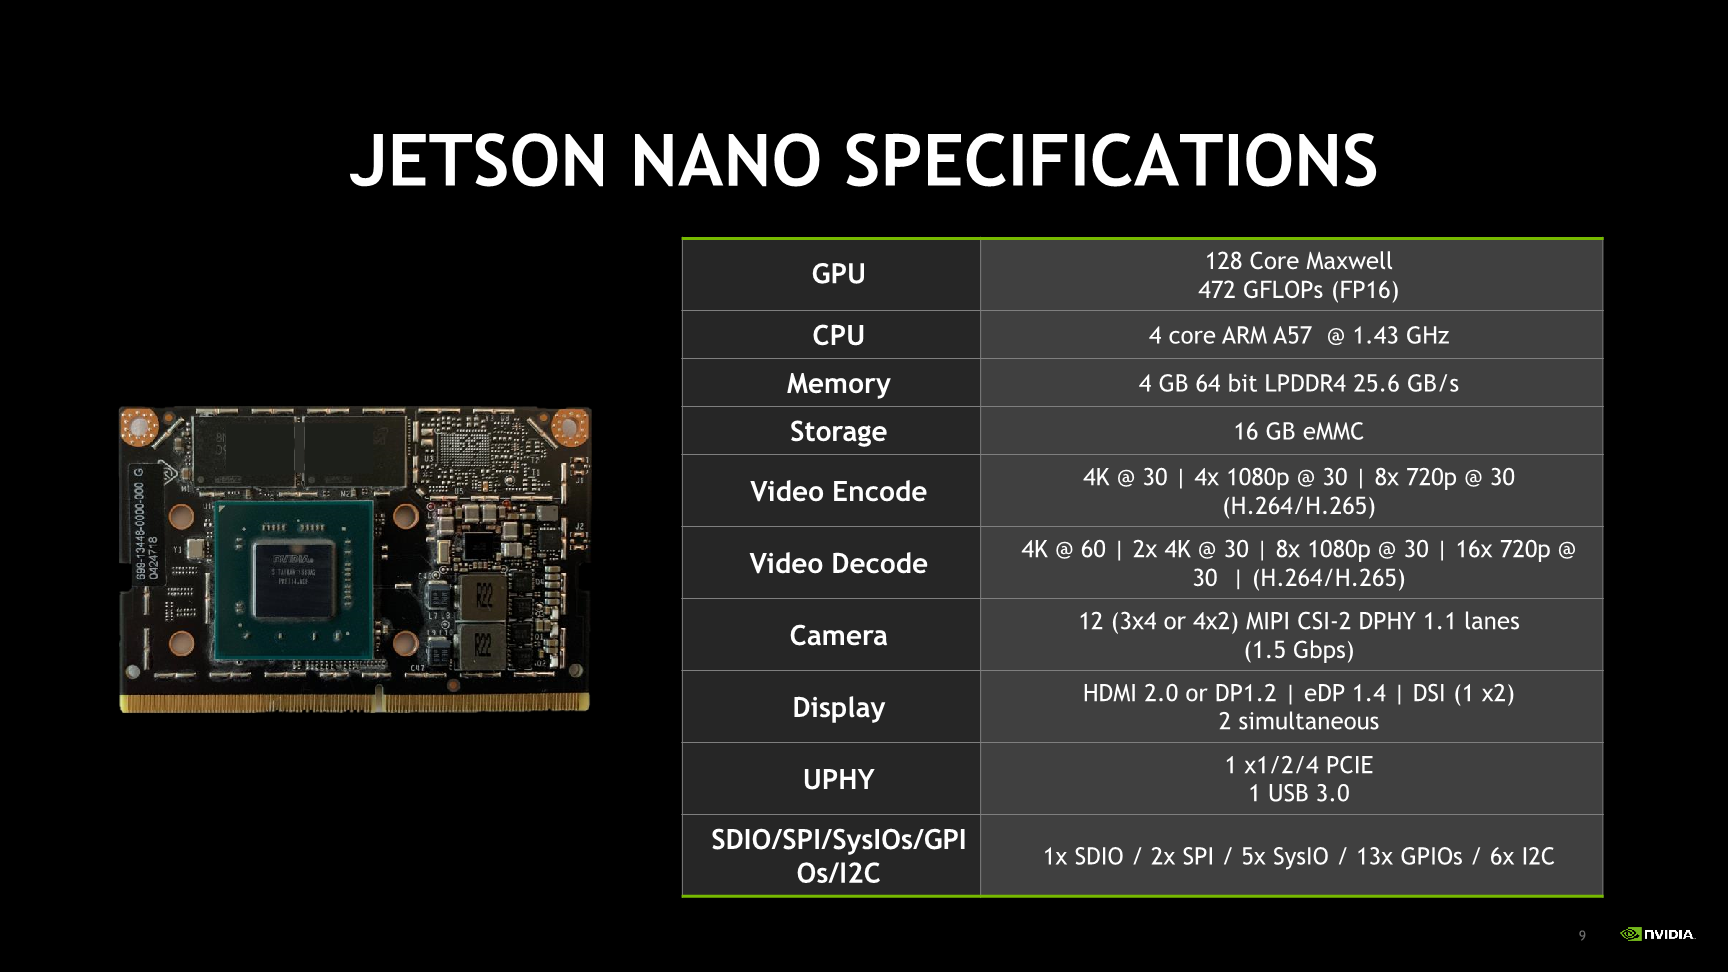 JETSON NANO SPECIFICATIONS
GPU
128 Core Maxwell
472 GFLOPs (FP16)
CPU
4 core ARM A57 @ 1.43 GHz
Memory
4 GB 64 bit LPDDR4 25.6 GB/s
Storage
16 GB eMMC
Video Encode
4K @ 30 | 4x 1080p @ 30 | 8x 720p @ 30
(H.264/H.265)
Video Decode
4K @ 60 | 2x 4K @ 30 | 8x 1080p @ 30 | 16x 720p @
30 | (H.264/H.265)
Camera
12 (3x4 or 4x2) MIPI CSI-2 DPHY 1.1 lanes
(1.5 Gbps)
Display
HDMI 2.0 or DP1.2 | eDP 1.4 | DSI (1 x2)
2 simultaneous
UPHY
1 x1/2/4 PCIE
1 USB 3.0
SDIO/SPI/SysIOs/GPI
Os/I2C
1x SDIO / 2x SPI / 5x SysIO / 13x GPIOs / 6x I2C
699-13448-0000-000 G
0424718
NVIDIA
R22
R22
J2
Y1
9
NVIDIA